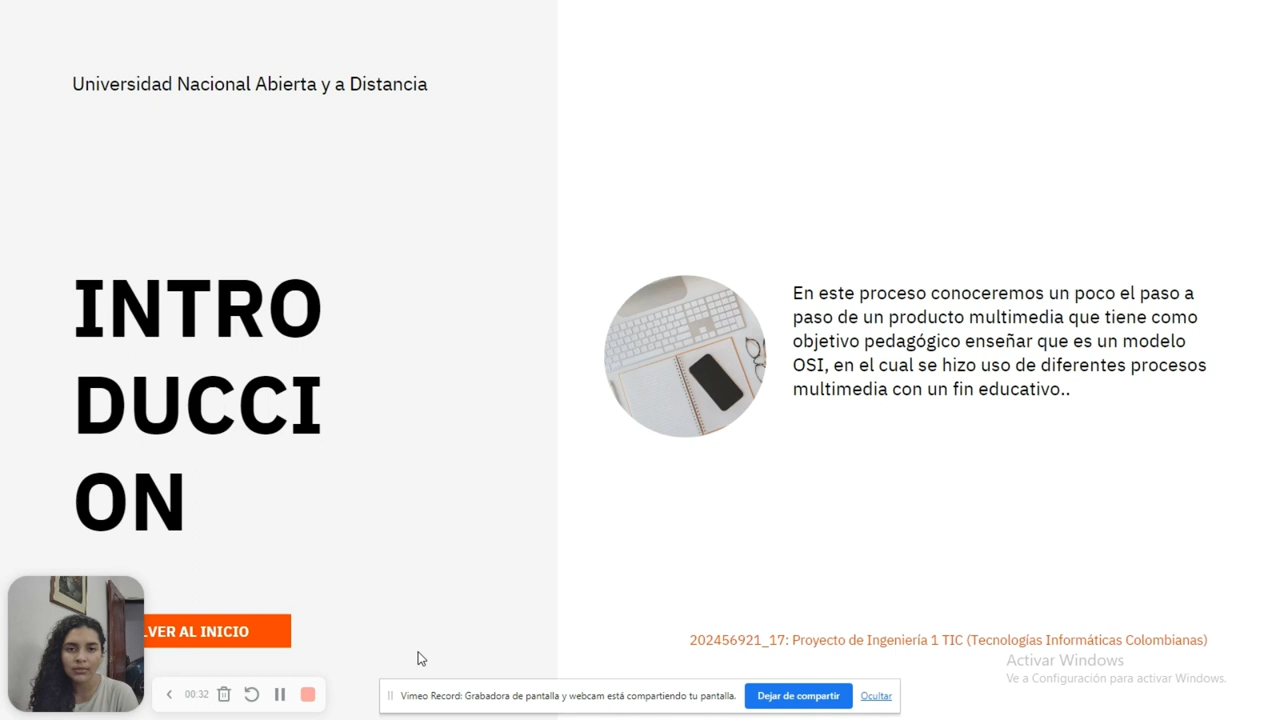 Universidad Nacional Abierta y a Distancia
INTRO
DUCCI
ON
En este proceso conoceremos un poco el paso a
paso de un producto multimedia que tiene como
objetivo pedagógico enseñar que es un modelo
OSI, en el cual se hizo uso de diferentes procesos
multimedia con un fin educativo..
LVER AL INICIO
202456921_17: Proyecto de Ingeniería 1 TIC (Tecnologías Informáticas Colombianas)
Activar Windows
Ve a Configuración para activar Windows.
00:32
Vimeo Record: Grabadora de pantalla y webcam está compartiendo tu pantalla.
Dejar de compartir
Ocultar